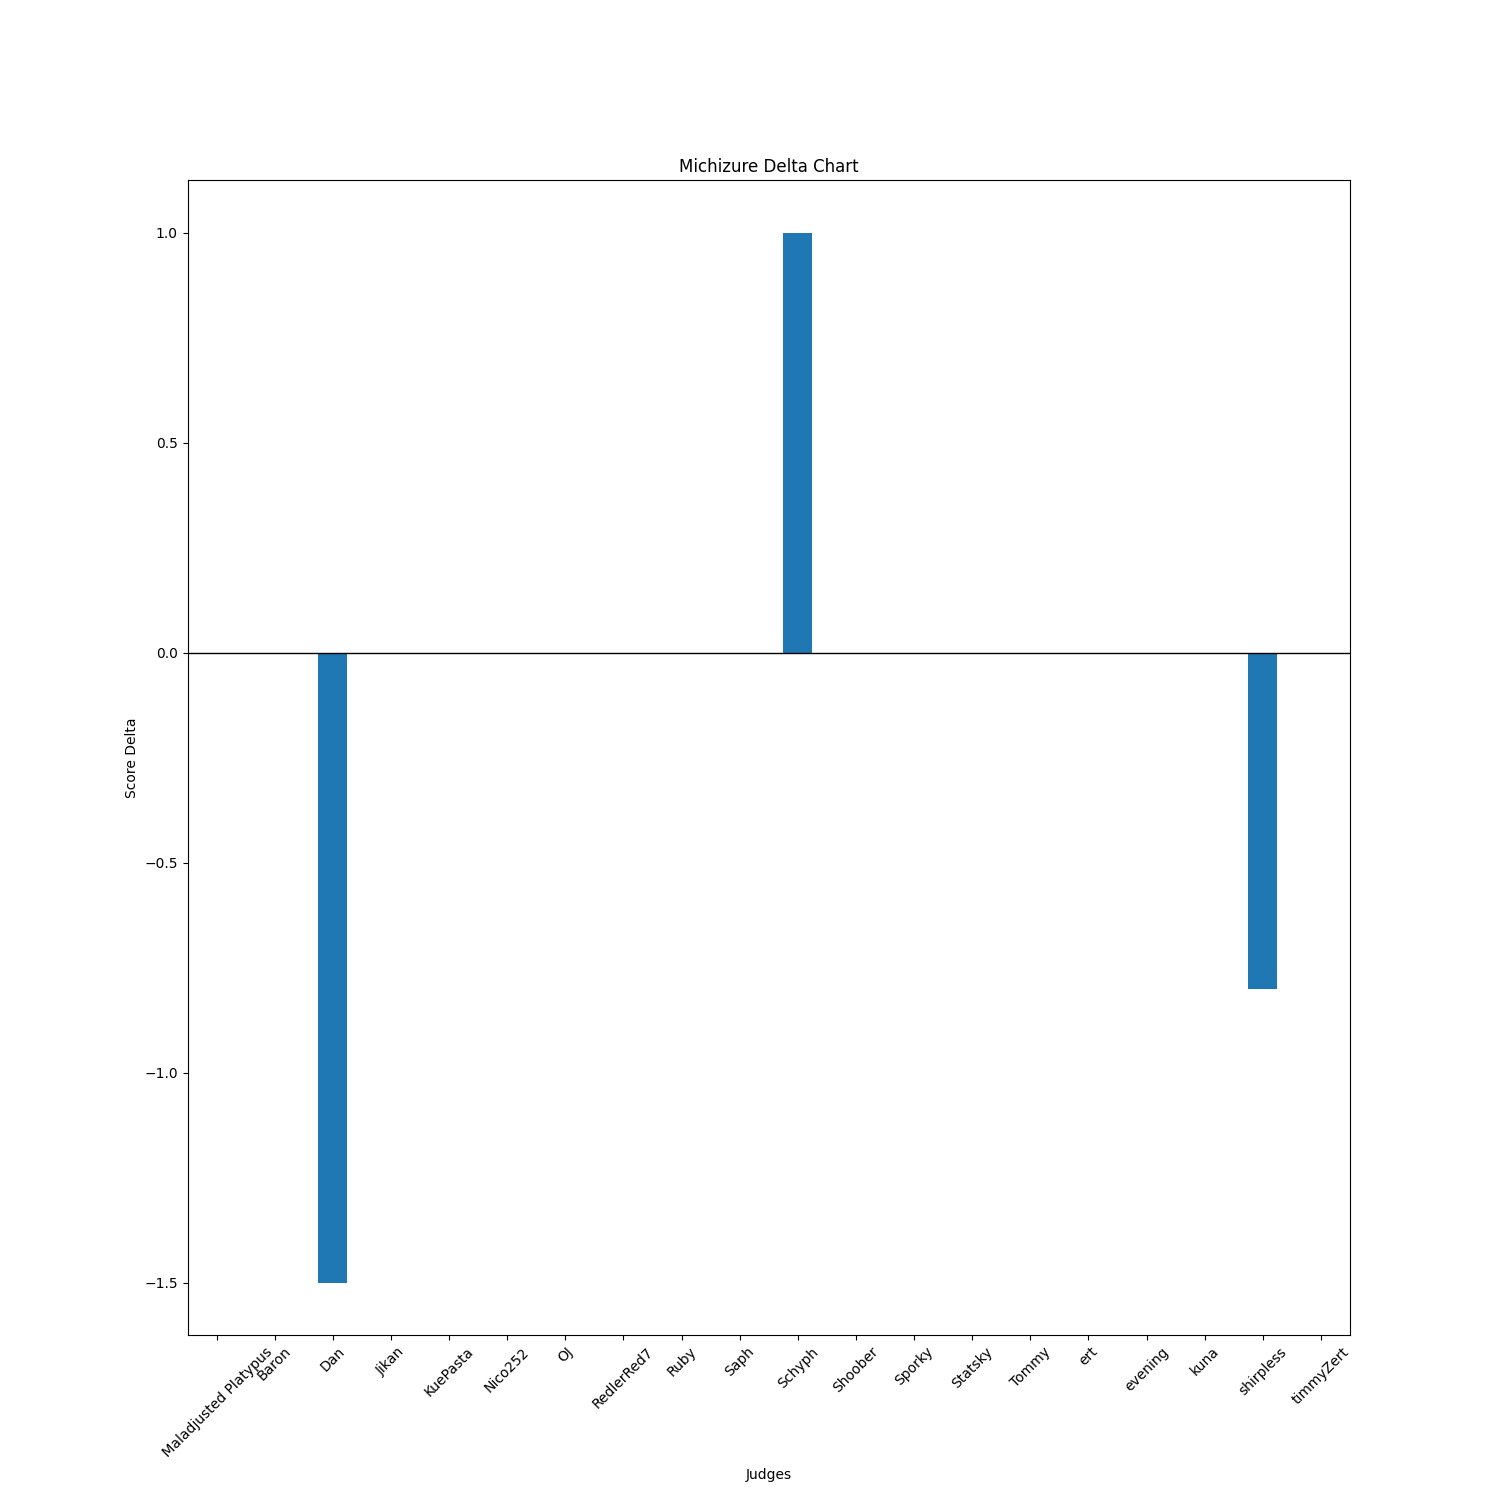 Michizure Delta Chart
1.0
0.5
0.0
−0.5
−1.0
−1.5
Score Delta
Maladjusted Platypus
Baron
Dan
Jikan
KuePasta
Nico252
OJ
RedlerRed7
Ruby
Saph
Schyph
Shoober
Sporky
Statsky
Tommy
ert
evening
kuna
shirpless
timmyZert
Judges